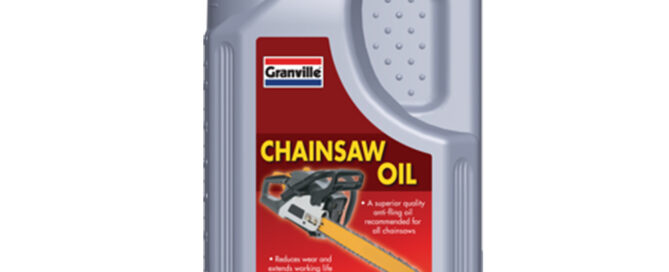 Granville
CHAINSAW
OIL
• A superior quality
anti-fling oil
recommended for
all chainsaws
• Reduces wear and
extends working life